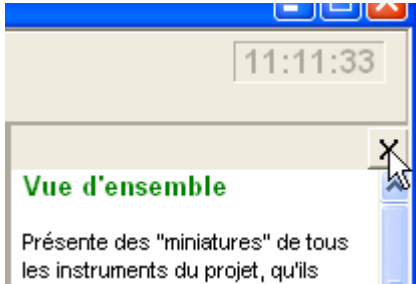 11:11:33
Vue d'ensemble
Présente des "miniatures" de tous
les instruments du projet, qu'ils